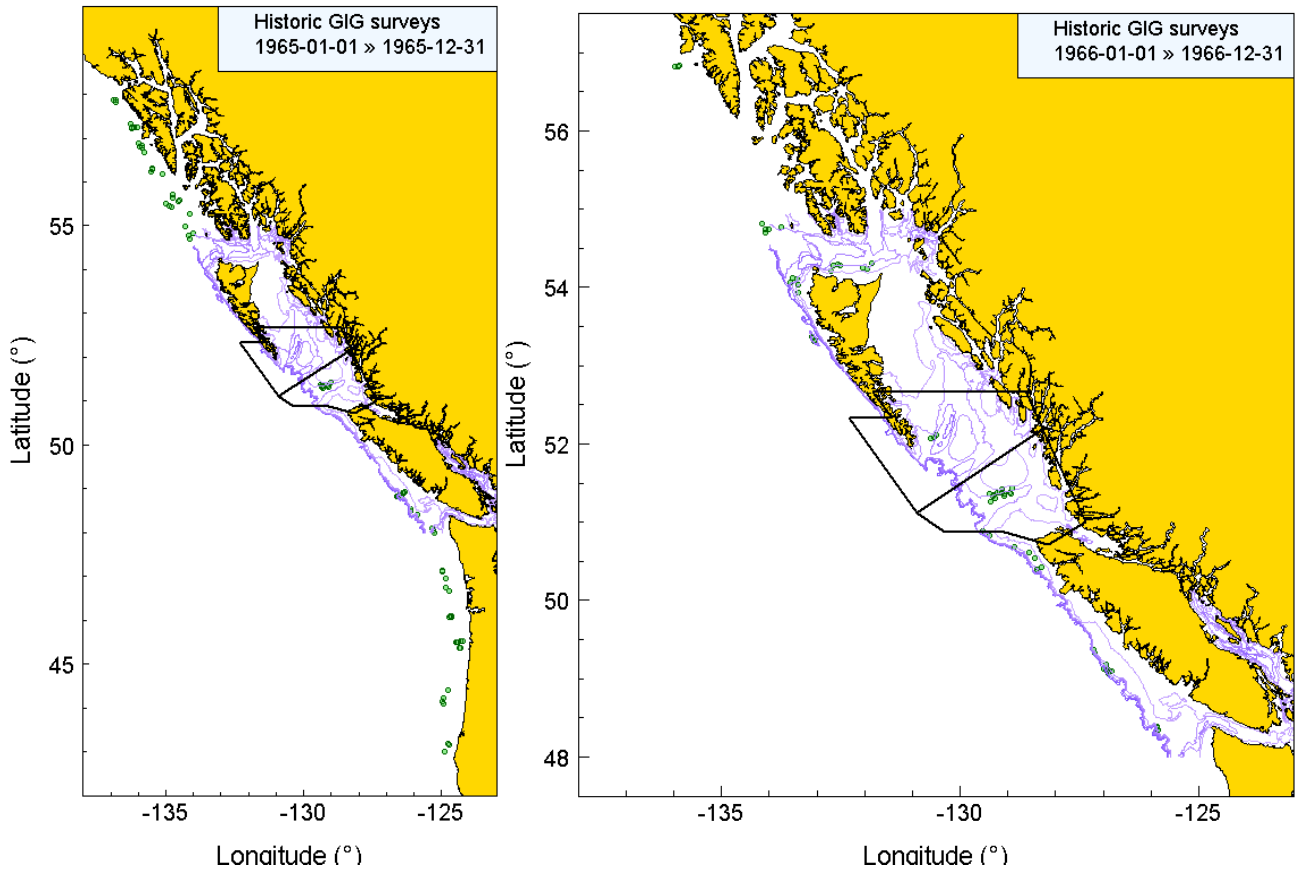 Historic GIG surveys
1965-01-01 » 1965-12-31
55
50
45
Latitude (°)
-135
-130
-125
Longitude (°)
Historic GIG surveys
1966-01-01 » 1966-12-31
56
54
52
50
48
Latitude (°)
-135
-130
-125
Longitude (°)